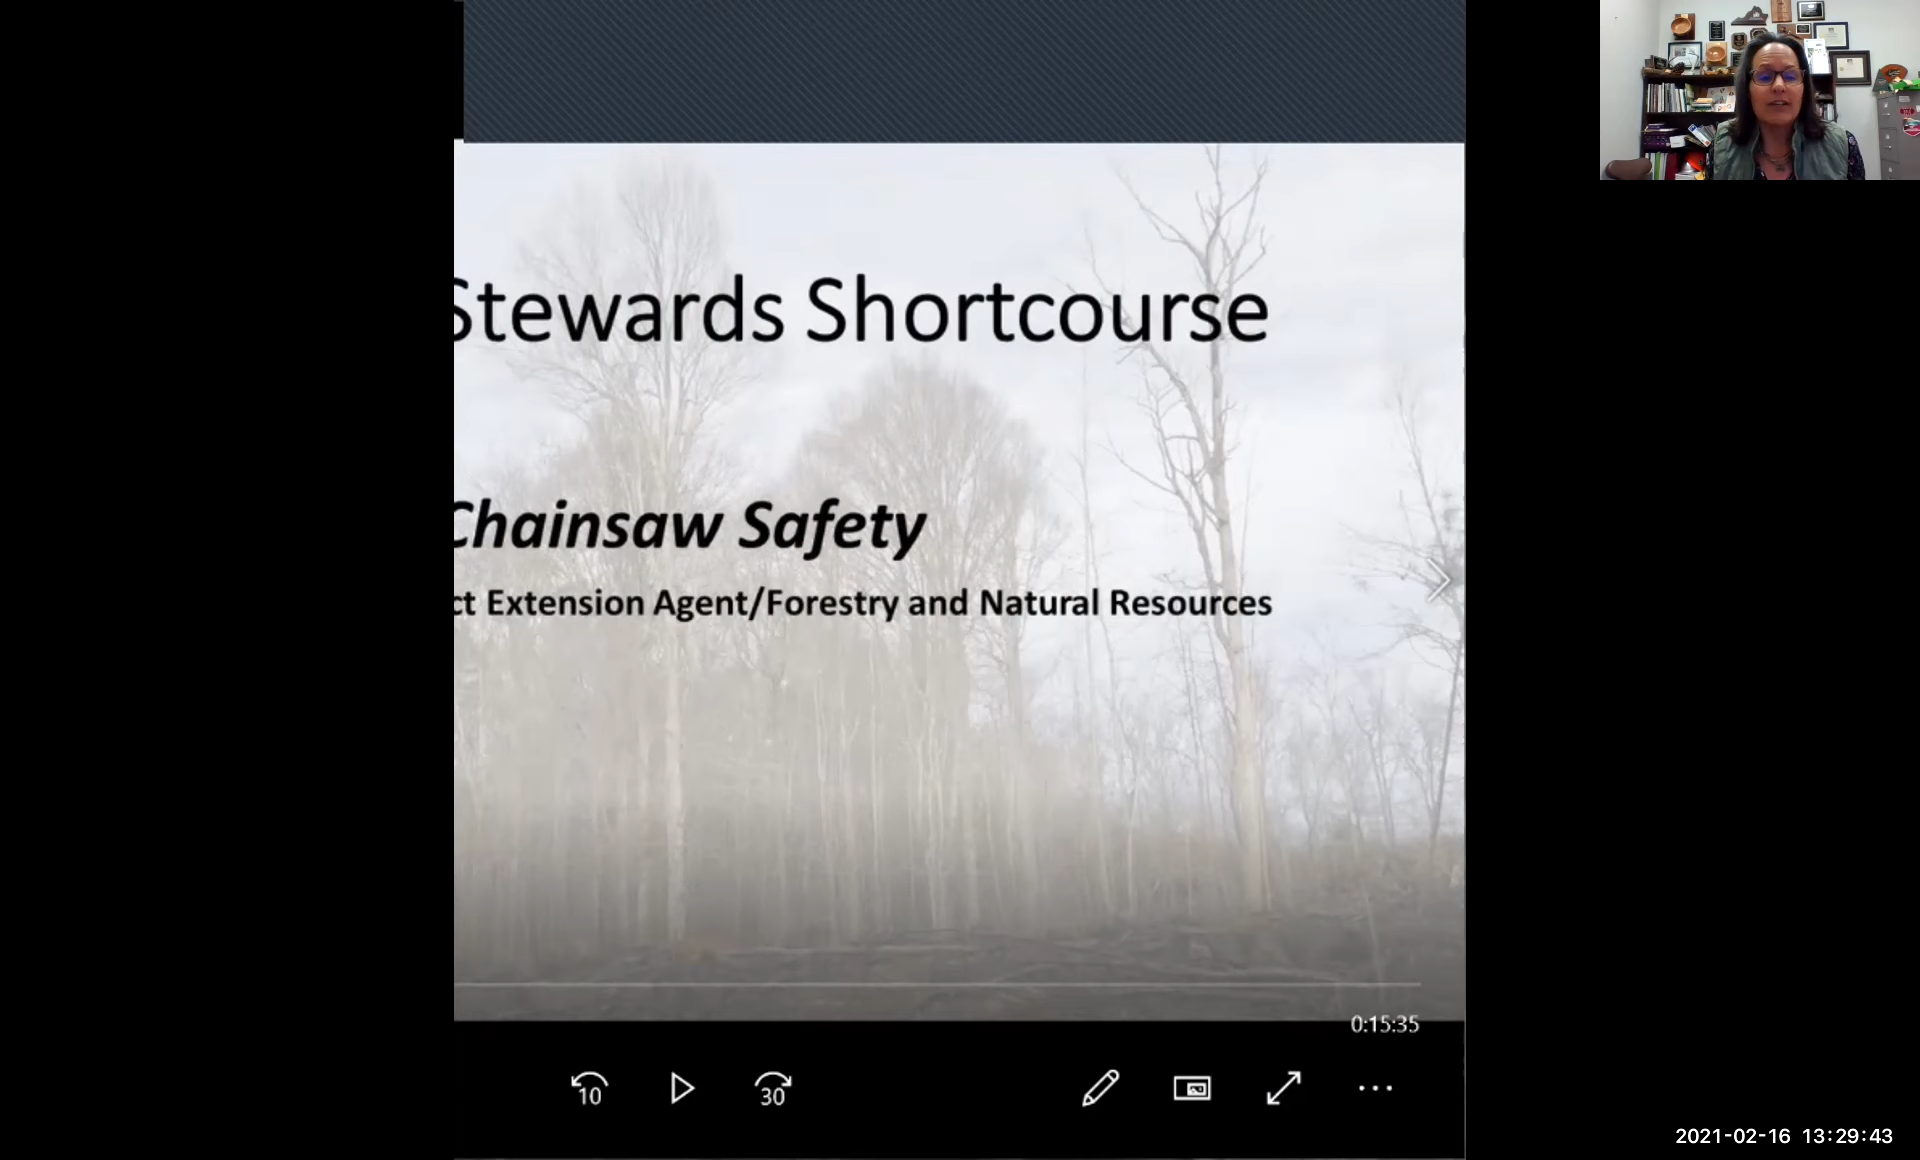 Stewards Shortcourse
Chainsaw Safety
ct Extension Agent/Forestry and Natural Resources
0:15:35
10
30
2021-02-16 13:29:43